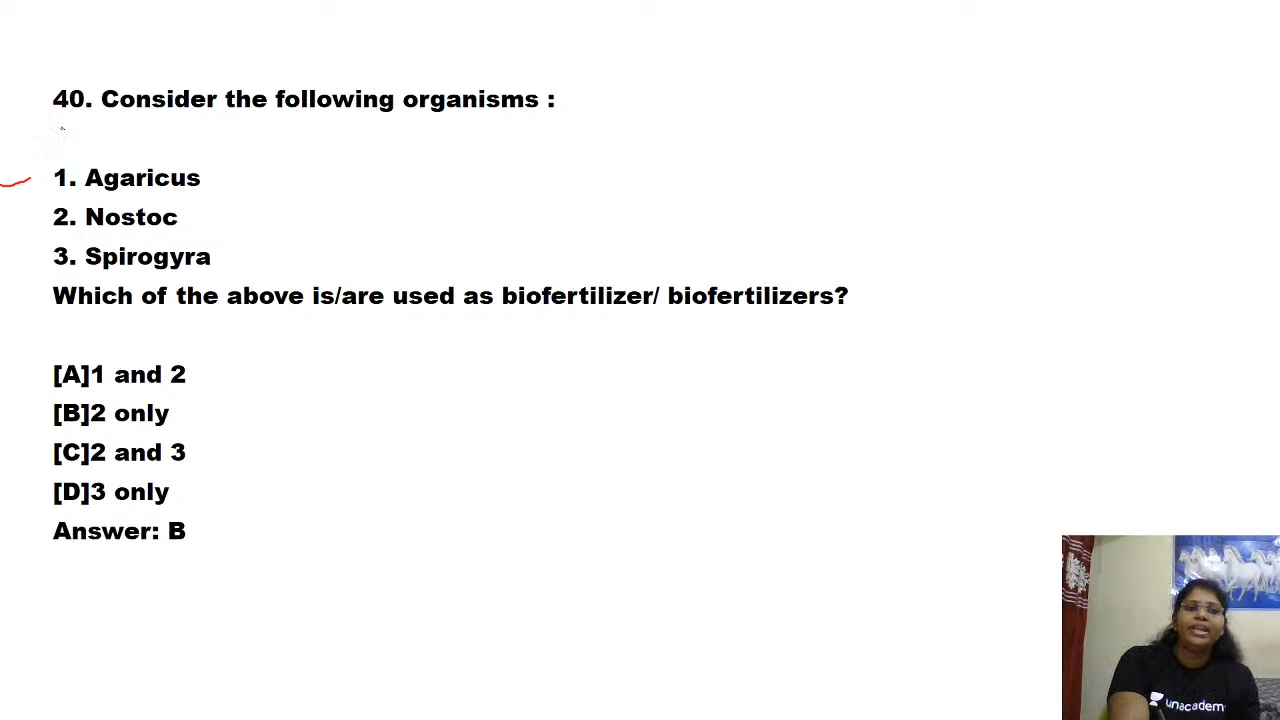 40. Consider the following organisms :
1. Agaricus
2. Nostoc
3. Spirogyra
Which of the above is/are used as biofertilizer/ biofertilizers?
[A]1 and 2
[B]2 only
[C]2 and 3
[D]3 only
Answer: B
unacademy